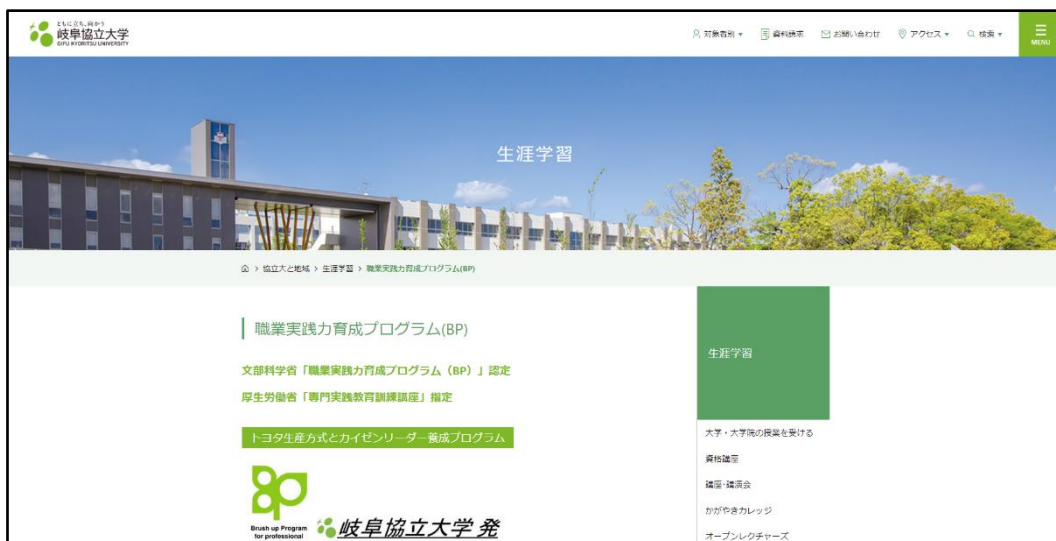 ともに立ち、向かう
岐阜協立大学
GIFU KYORITSU UNIVERSITY
対象者別
資料請求
お問い合わせ
アクセス
検索
MENU
生涯学習
協立大と地域 > 生涯学習 > 職業実践力育成プログラム(BP)
職業実践力育成プログラム(BP)
文部科学省「職業実践力育成プログラム（BP）」認定
厚生労働省「専門実践教育訓練講座」指定
トヨタ生産方式とカイゼンリーダー養成プログラム
BP
Brush up Program
for professional
岐阜協立大学 発
生涯学習
大学・大学院の授業を受ける
資格講座
講座・講演会
かがやきカレッジ
オープンレクチャーズ